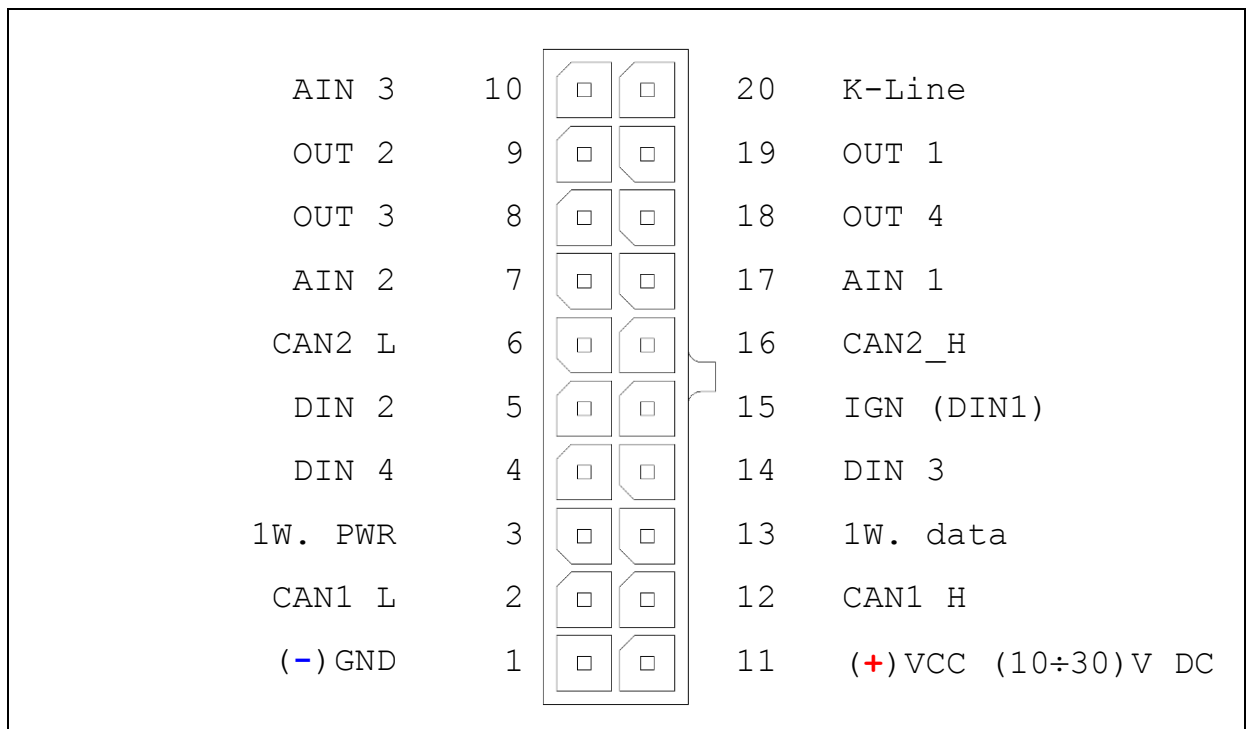 AIN 3 10 20 K-Line
OUT 2 9 19 OUT 1
OUT 3 8 18 OUT 4
AIN 2 7 17 AIN 1
CAN2 L 6 16 CAN2_H
DIN 2 5 15 IGN (DIN1)
DIN 4 4 14 DIN 3
1W. PWR 3 13 1W. data
CAN1 L 2 12 CAN1 H
(-)GND 1 11 (+)VCC (10÷30)V DC